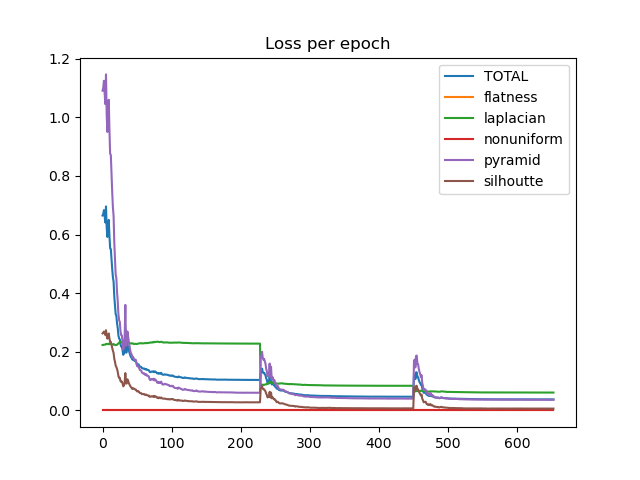 Loss per epoch
1.2
1.0
0.8
0.6
0.4
0.2
0.0
0
100
200
300
400
500
600
TOTAL
flatness
laplacian
nonuniform
pyramid
silhoutte